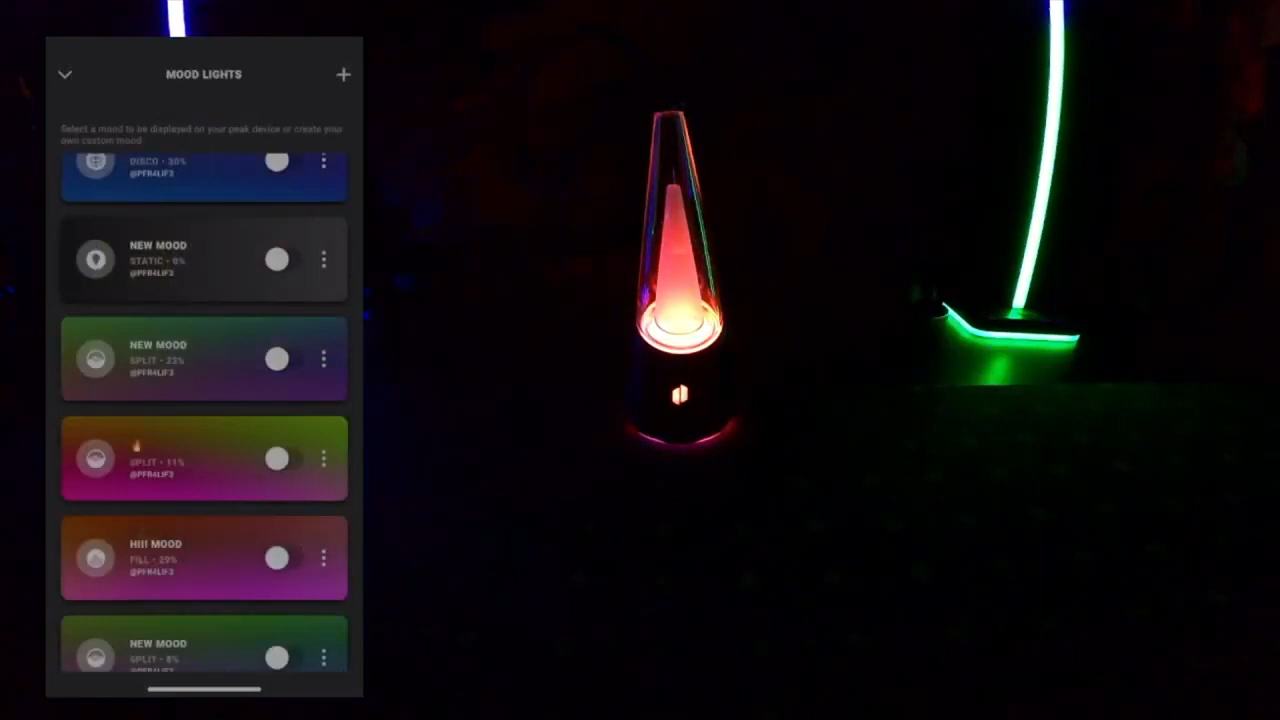 MOOD LIGHTS
Select a mood to be displayed on your peak device or create your
own custom mood
DISCO - 30%
@PFR4LIF3
NEW MOOD
STATIC - 0%
@PFR4LIF3
NEW MOOD
SPLIT - 23%
@PFR4LIF3
🔥
SPLIT - 11%
@PFR4LIF3
HI!! MOOD
FILL - 29%
@PFR4LIF3
NEW MOOD
SPLIT - 8%
@PFR4LIF3